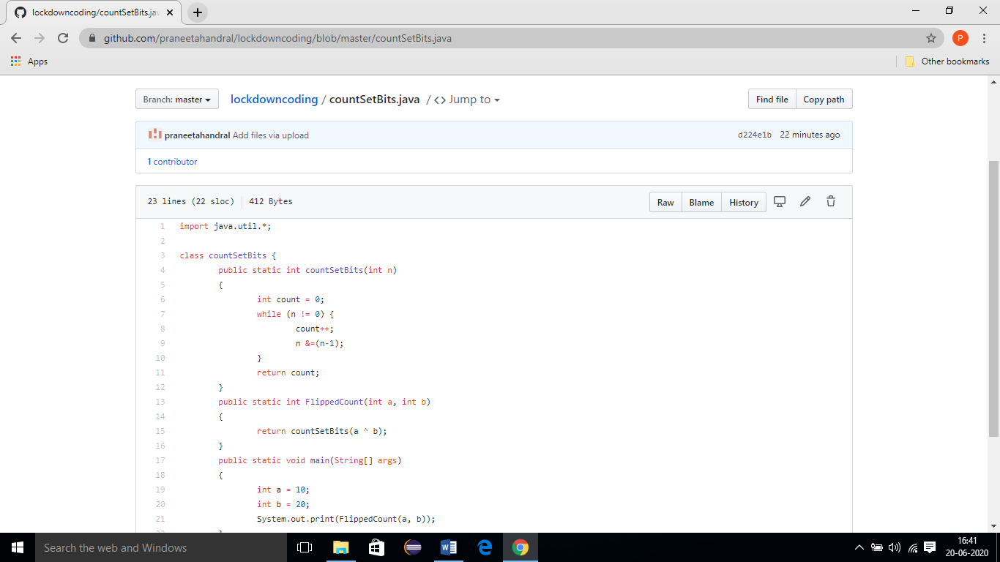 lockdowncoding/countSetBits.jav
github.com/praneetahandral/lockdowncoding/blob/master/countSetBits.java
P
Apps
Other bookmarks
Branch: master
lockdowncoding / countSetBits.java / <> Jump to
Find file
Copy path
praneetahandral Add files via upload
d224e1b 22 minutes ago
1 contributor
23 lines (22 sloc) 412 Bytes
Raw
Blame
History
1 import java.util.*;
2
3 class countSetBits {
4 public static int countSetBits(int n)
5 {
6 int count = 0;
7 while (n != 0) {
8 count++;
9 n &=(n-1);
10 }
11 return count;
12 }
13 public static int FlippedCount(int a, int b)
14 {
15 return countSetBits(a ^ b);
16 }
17 public static void main(String[] args)
18 {
19 int a = 10;
20 int b = 20;
21 System.out.print(FlippedCount(a, b));
Search the web and Windows
16:41
20-06-2020